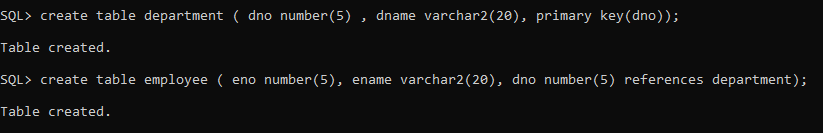 SQL> create table department ( dno number(5) , dname varchar2(20), primary key(dno));
Table created.
SQL> create table employee ( eno number(5), ename varchar2(20), dno number(5) references department);
Table created.